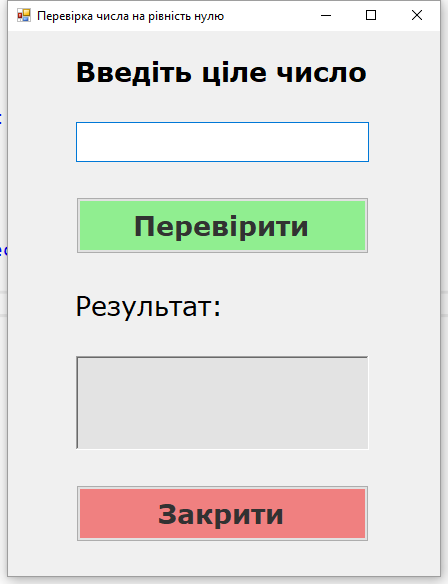 Перевірка числа на рівність нулю
Введіть ціле число
Перевірити
Результат:
Закрити